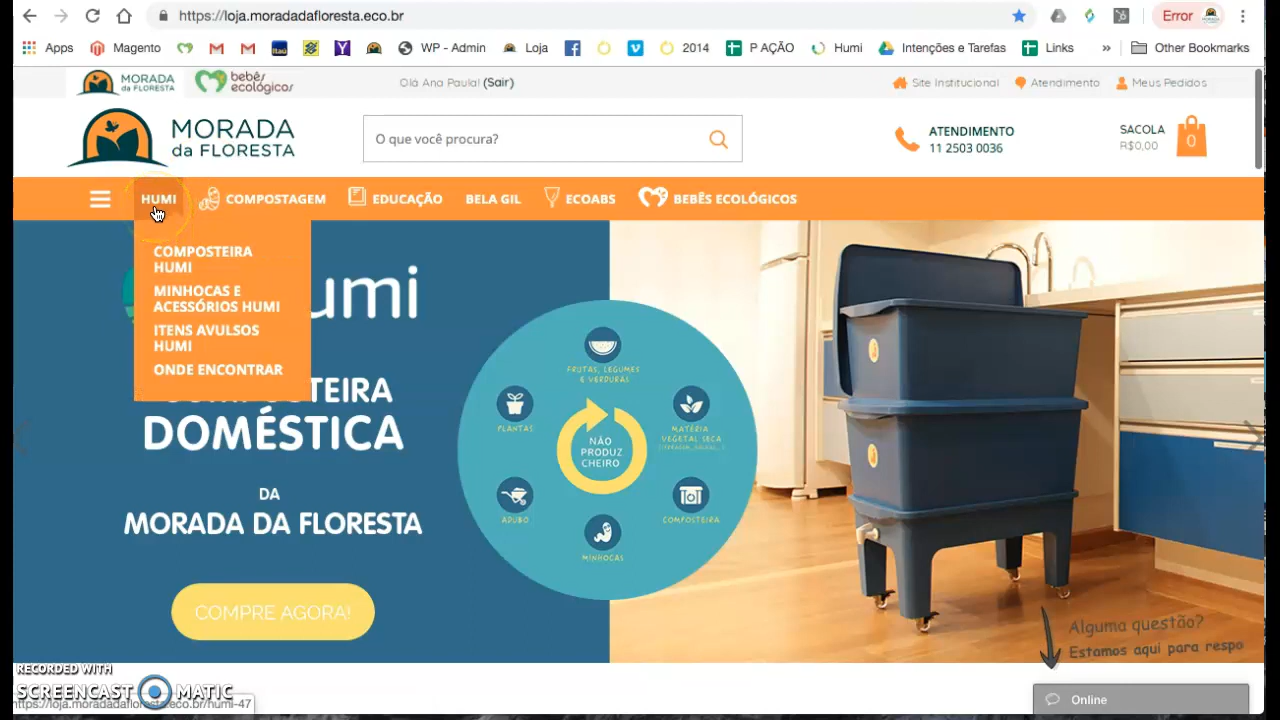 https://loja.moradadafloresta.eco.br
Error
Apps
Magento
Itaú
WP - Admin
Loja
2014
P AÇÃO
Humi
Intenções e Tarefas
Links
»
Other Bookmarks
MORADA
da FLORESTA
bebês
ecológicos
Olá Ana Paula! (Sair)
Site Institucional
Atendimento
Meus Pedidos
MORADA
da FLORESTA
O que você procura?
ATENDIMENTO
11 2503 0036
SACOLA
R$0,00
0
HUMI
COMPOSTAGEM
EDUCAÇÃO
BELA GIL
ECOABS
BEBÊS ECOLÓGICOS
COMPOSTEIRA
HUMI
MINHOCAS E
ACESSÓRIOS HUMI
ITENS AVULSOS
HUMI
ONDE ENCONTRAR
umi
DOMÉSTICA
DA
MORADA DA FLORESTA
COMPRE AGORA!
FRUTAS, LEGUMES
E VERDURAS
PLANTAS
MATÉRIA
VEGETAL SECA
NÃO
PRODUZ
CHEIRO
ADUBO
COMPOSTEIRA
MINHOCAS
Alguma questão?
Estamos aqui para respo
Online
RECORDED WITH
SCREENCAST MATIC
https://loja.moradadafloresta.eco.br/humi-47